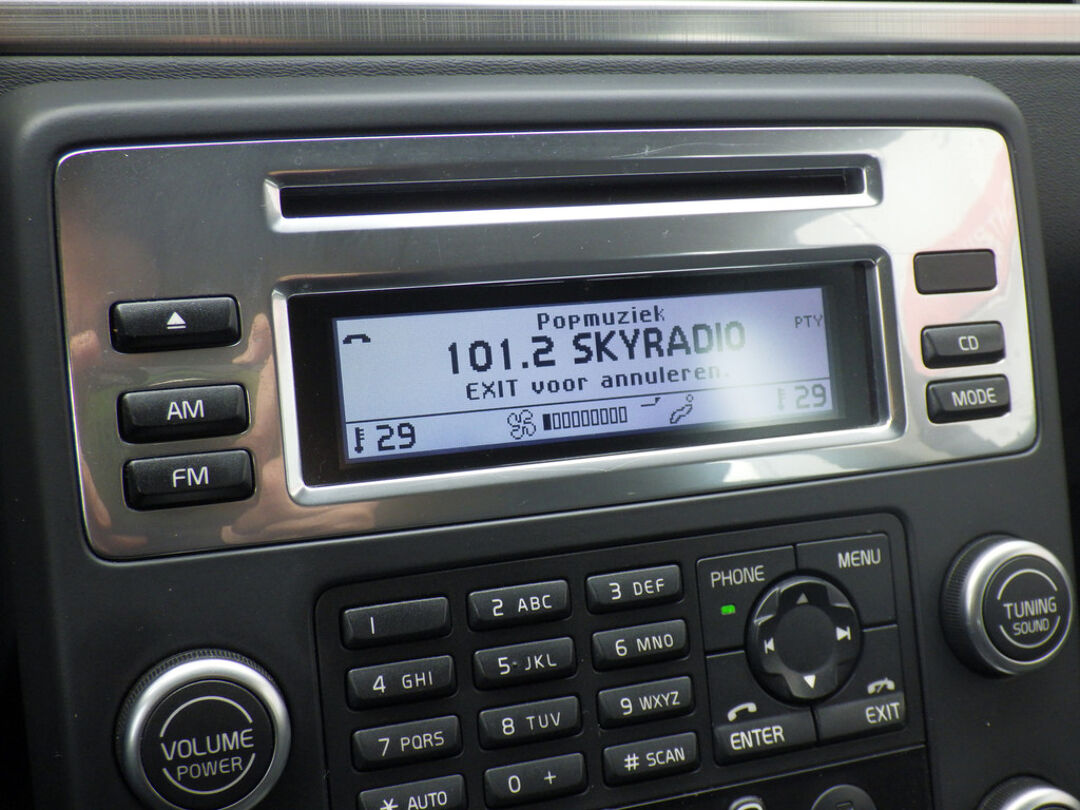 Popmuziek
PTY
101.2 SKYRADIO
EXIT voor annuleren.
29
29
AM
FM
CD
MODE
1
2 ABC
3 DEF
4 GHI
5 JKL
6 MNO
7 PQRS
8 TUV
9 WXYZ
* AUTO
0 +
# SCAN
PHONE
MENU
ENTER
EXIT
VOLUME
POWER
TUNING
SOUND